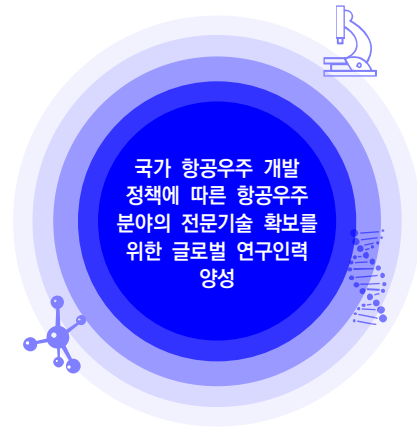 국가 항공우주 개발
정책에 따른 항공우주
분야의 전문기술 확보를
위한 글로벌 연구인력
양성